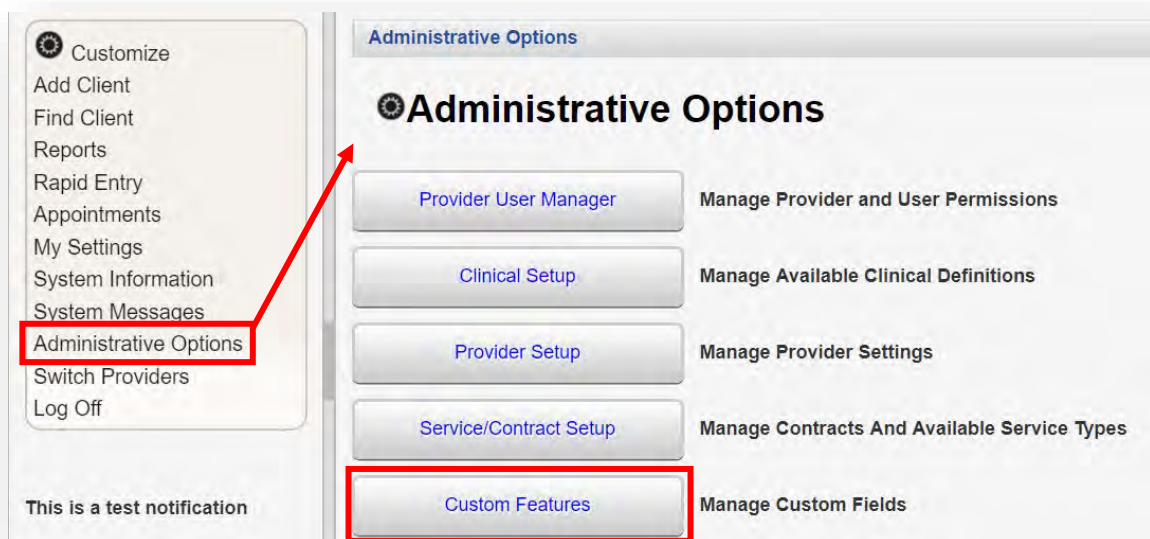 Customize
Add Client
Find Client
Reports
Rapid Entry
Appointments
My Settings
System Information
System Messages
Administrative Options
Switch Providers
Log Off
This is a test notification
Administrative Options
Administrative Options
Provider User Manager Manage Provider and User Permissions
Clinical Setup Manage Available Clinical Definitions
Provider Setup Manage Provider Settings
Service/Contract Setup Manage Contracts And Available Service Types
Custom Features Manage Custom Fields